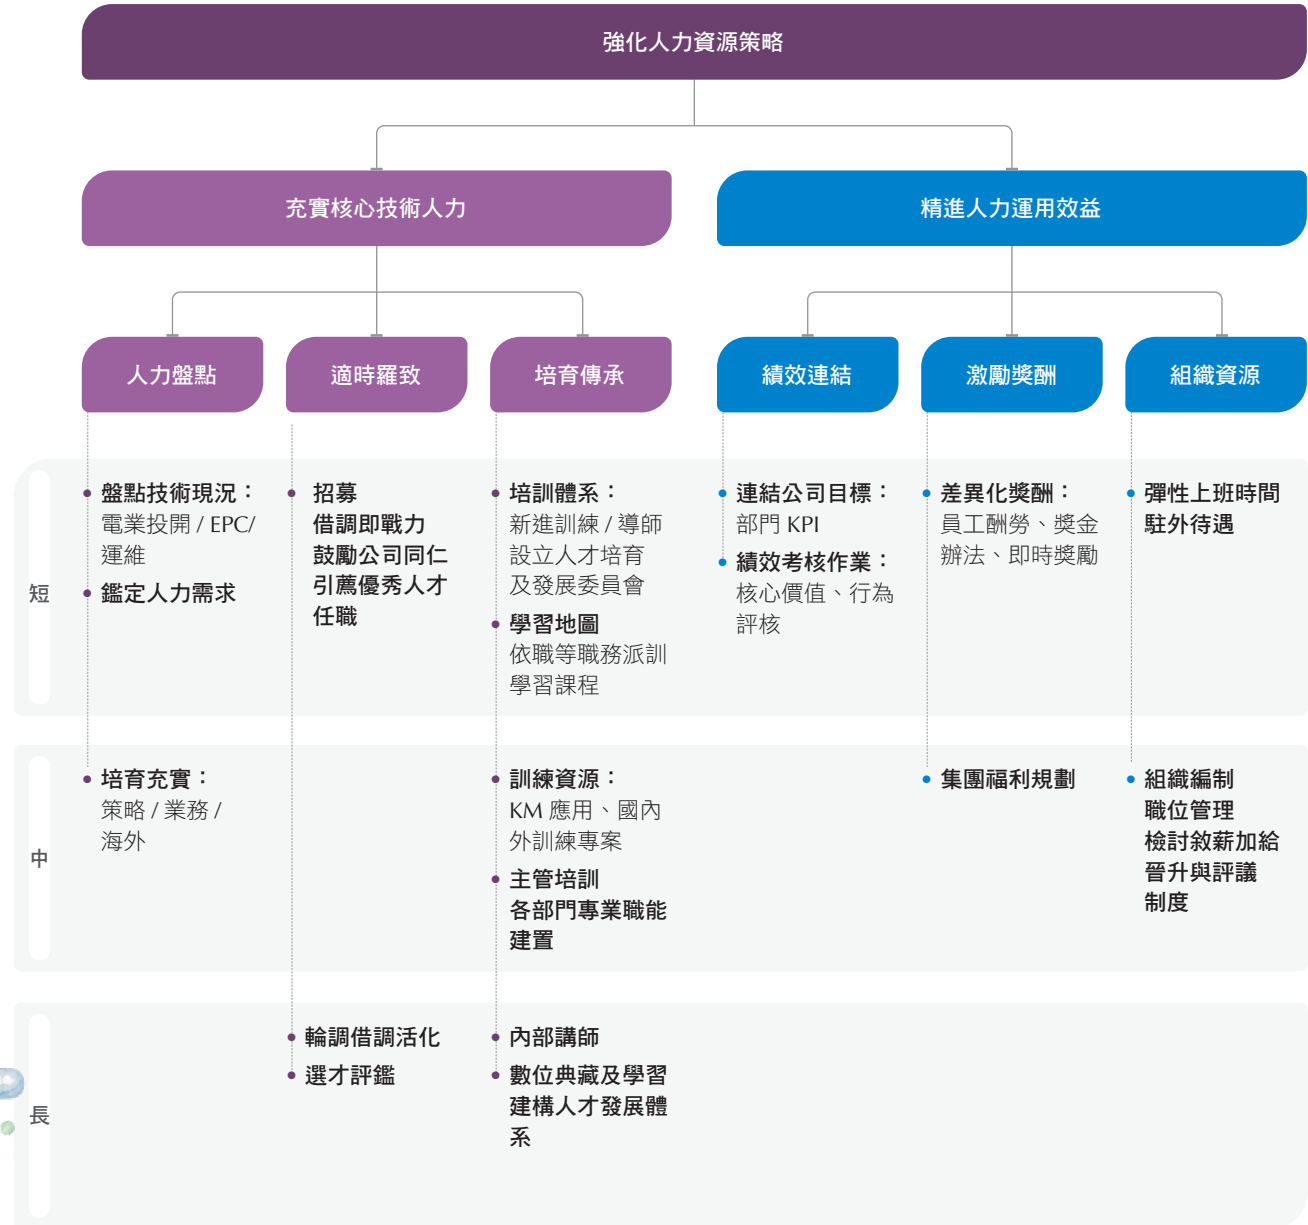 強化人力資源策略
充實核心技術人力
精進人力運用效益
人力盤點
適時羅致
培育傳承
績效連結
激勵獎酬
組織資源
短
盤點技術現況：
電業投開 / EPC/
運維
鑑定人力需求
招募
借調即戰力
鼓勵公司同仁
引薦優秀人才
任職
培訓體系：
新進訓練 / 導師
設立人才培育
及發展委員會
學習地圖
依職等職務派訓
學習課程
連結公司目標：
部門 KPI
績效考核作業：
核心價值、行為
評核
差異化獎酬：
員工酬勞、獎金
辦法、即時獎勵
彈性上班時間
駐外待遇
中
培育充實：
策略 / 業務 /
海外
訓練資源：
KM 應用、國內
外訓練專案
主管培訓
各部門專業職能
建置
集團福利規劃
組織編制
職位管理
檢討敘薪加給
晉升與評議
制度
長
輪調借調活化
選才評鑑
內部講師
數位典藏及學習
建構人才發展體
系